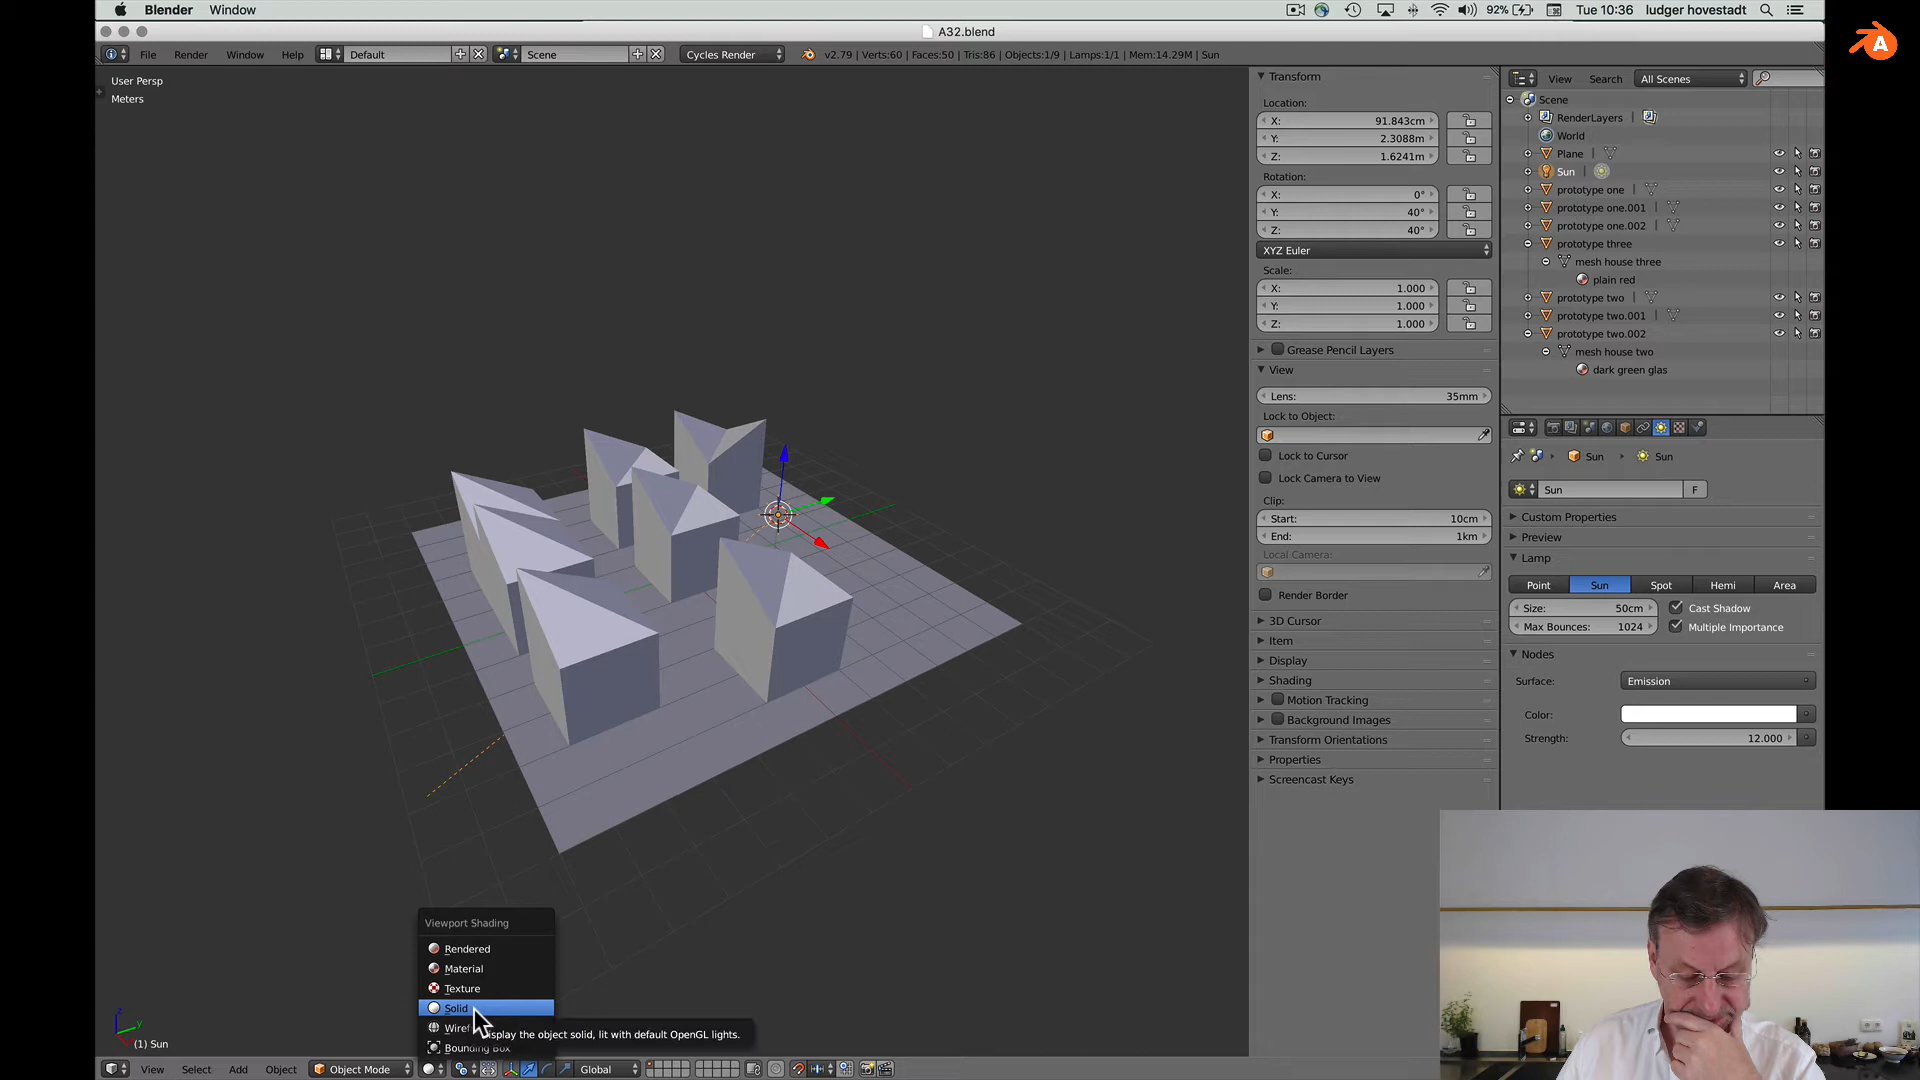 Blender Window 92% Tue 10:36 ludger hovestadt
A32.blend
File Render Window Help Default Scene Cycles Render v2.79 | Verts:60 | Faces:50 | Tris:86 | Objects:1/9 | Lamps:1/1 | Mem:14.29M | Sun
User Persp
Meters
Transform
Location:
X: 91.843cm
Y: 2.3088m
Z: 1.6241m
Rotation:
X: 0°
Y: 40°
Z: 40°
XYZ Euler
Scale:
X: 1.000
Y: 1.000
Z: 1.000
Grease Pencil Layers
View
Lens: 35mm
Lock to Object:
Lock to Cursor
Lock Camera to View
Clip:
Start: 10cm
End: 1km
Local Camera:
Render Border
3D Cursor
Item
Display
Shading
Motion Tracking
Background Images
Transform Orientations
Properties
Screencast Keys
View Search All Scenes
Scene
RenderLayers
World
Plane
Sun
prototype one
prototype one.001
prototype one.002
prototype three
mesh house three
plain red
prototype two
prototype two.001
prototype two.002
mesh house two
dark green glas
Sun Sun
Sun F
Custom Properties
Preview
Lamp
Point Sun Spot Hemi Area
Size: 50cm Cast Shadow
Max Bounces: 1024 Multiple Importance
Nodes
Surface: Emission
Color:
Strength: 12.000
Viewport Shading
Rendered
Material
Texture
Solid
display the object solid, lit with default OpenGL lights.
Bounding Box
z
y
(1) Sun
View Select Add Object Object Mode Global
A